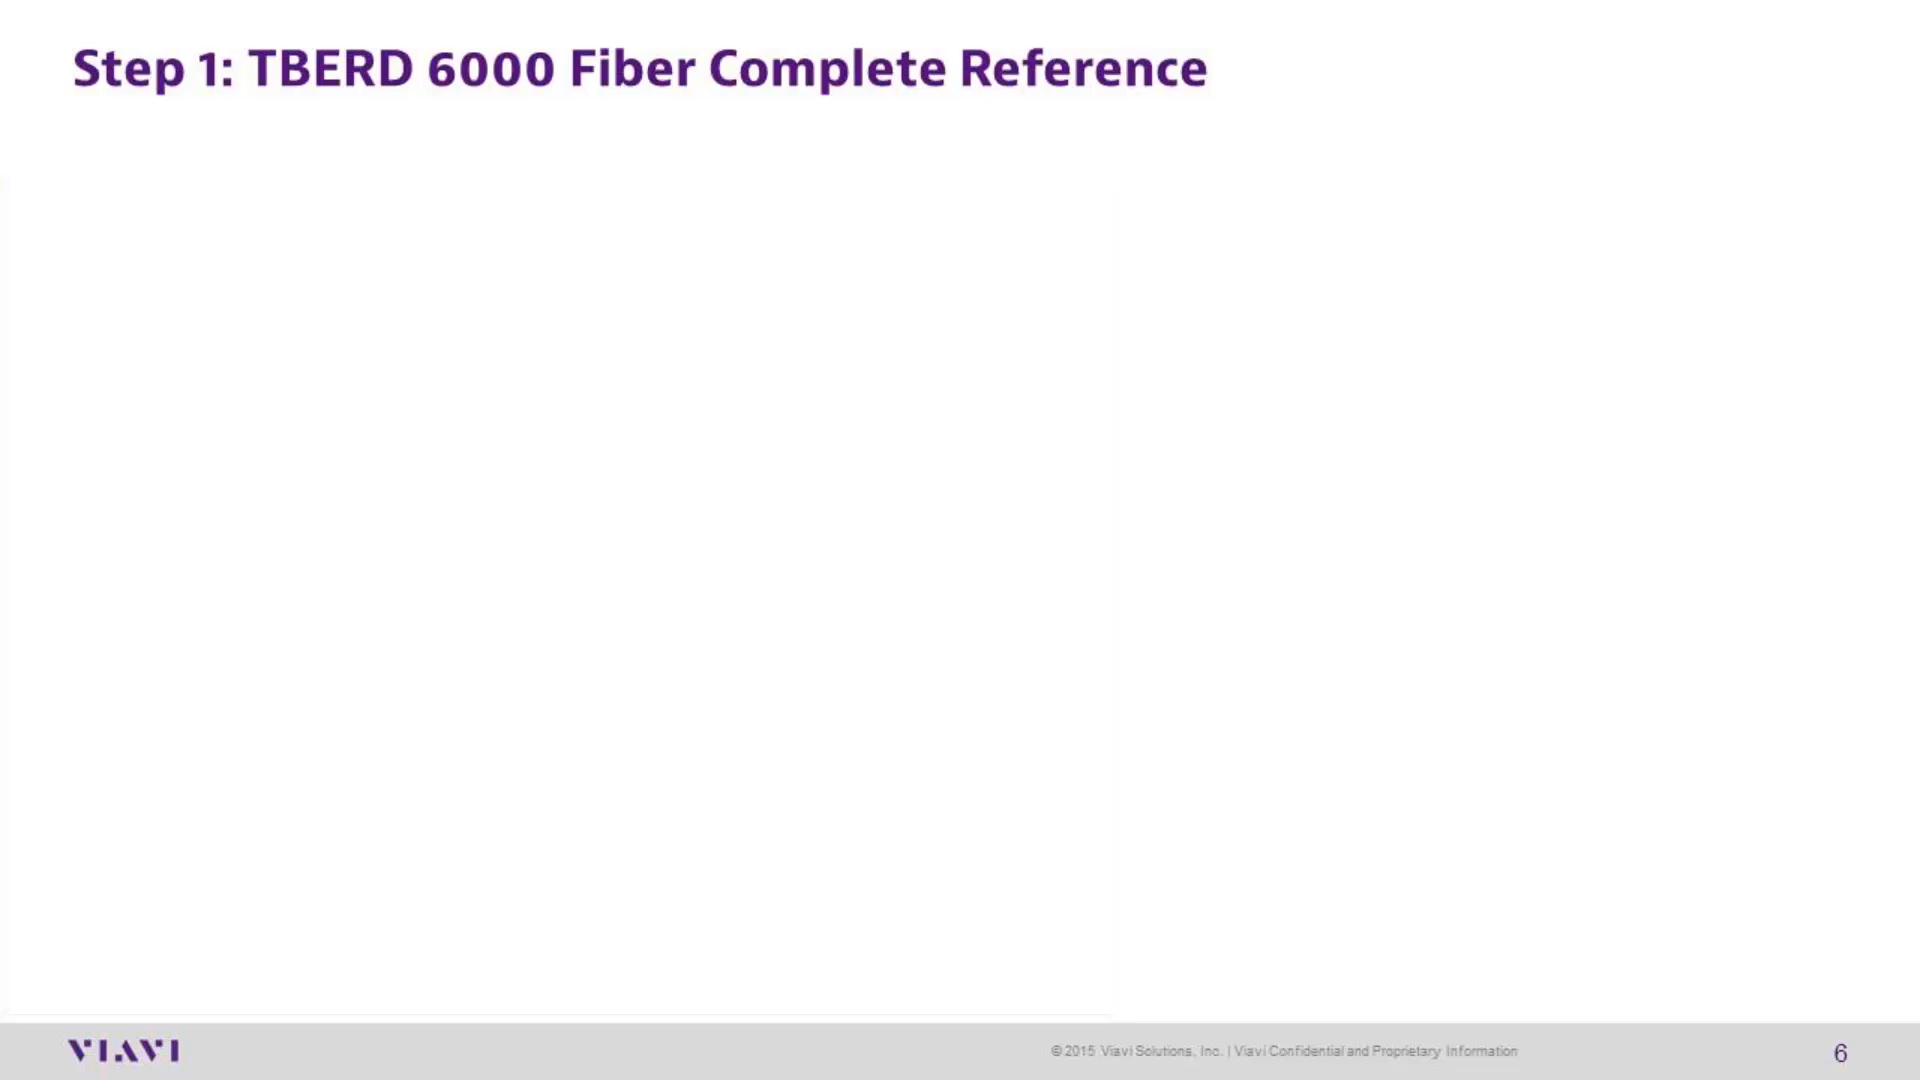 Step 1: TBERD 6000 Fiber Complete Reference
VIAVI
© 2015 Viavi Solutions, Inc. | Viavi Confidential and Proprietary Information
6